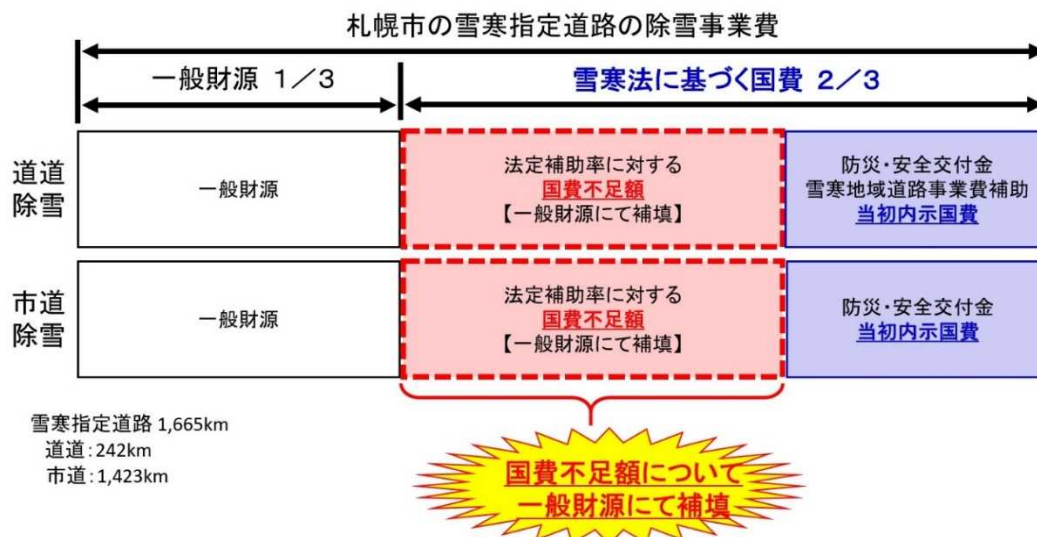 札幌市の雪寒指定道路の除雪事業費
一般財源 1/3
雪寒法に基づく国費 2/3
道道
除雪
一般財源
法定補助率に対する
国費不足額
【一般財源にて補填】
防災・安全交付金
雪寒地域道路事業費補助
当初内示国費
市道
除雪
一般財源
法定補助率に対する
国費不足額
【一般財源にて補填】
防災・安全交付金
当初内示国費
雪寒指定道路 1,665km
道道:242km
市道:1,423km
国費不足額について
一般財源にて補填